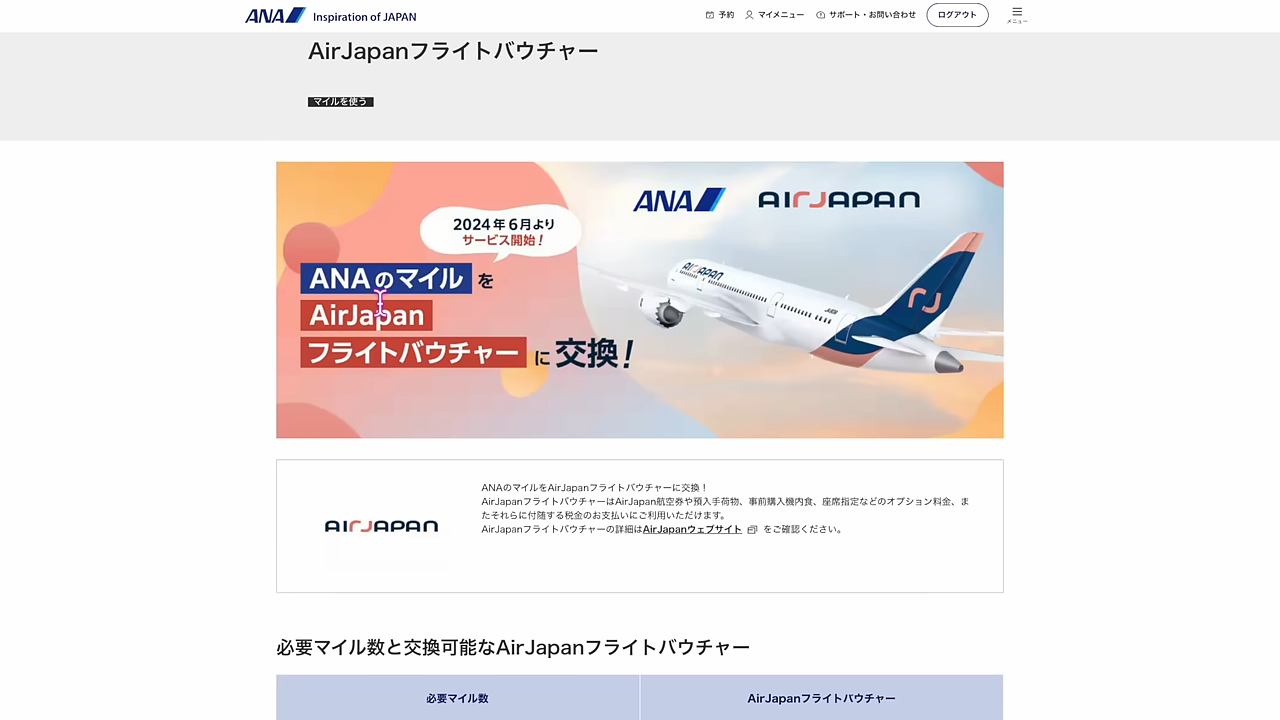 ANA Inspiration of JAPAN
予約 マイメニュー サポート・お問い合わせ ログアウト メニュー
AirJapanフライトバウチャー
マイルを使う
ANA AIRJAPAN
2024年6月より
サービス開始!
ANAのマイルを
AirJapan
フライトバウチャーに交換!
AIRJAPAN
ANAのマイルをAirJapanフライトバウチャーに交換!
AirJapanフライトバウチャーはAirJapan航空券や預入手荷物、事前購入機内食、座席指定などのオプション料金、ま
たそれらに付随する税金のお支払いにご利用いただけます。
AirJapanフライトバウチャーの詳細はAirJapanウェブサイト をご確認ください。
AIRJAPAN
必要マイル数と交換可能なAirJapanフライトバウチャー
必要マイル数 AirJapanフライトバウチャー